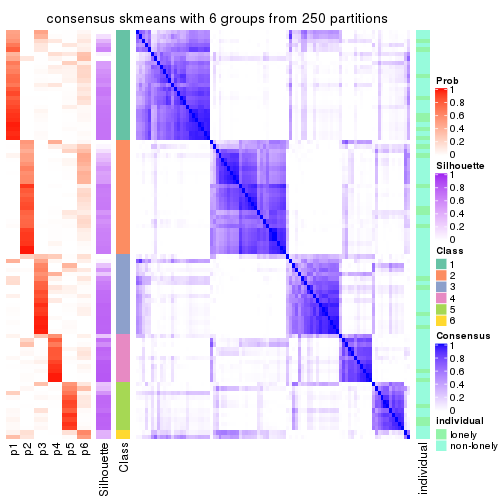 consensus skmeans with 6 groups from 250 partitions
Prob
1
0.8
0.6
0.4
0.2
0
Silhouette
1
0.8
0.6
0.4
0.2
0
Class
1
2
3
4
5
6
Consensus
1
0.8
0.6
0.4
0.2
0
individual
lonely
non-lonely
p1
p2
p3
p4
p5
p6
Silhouette
Class
individual